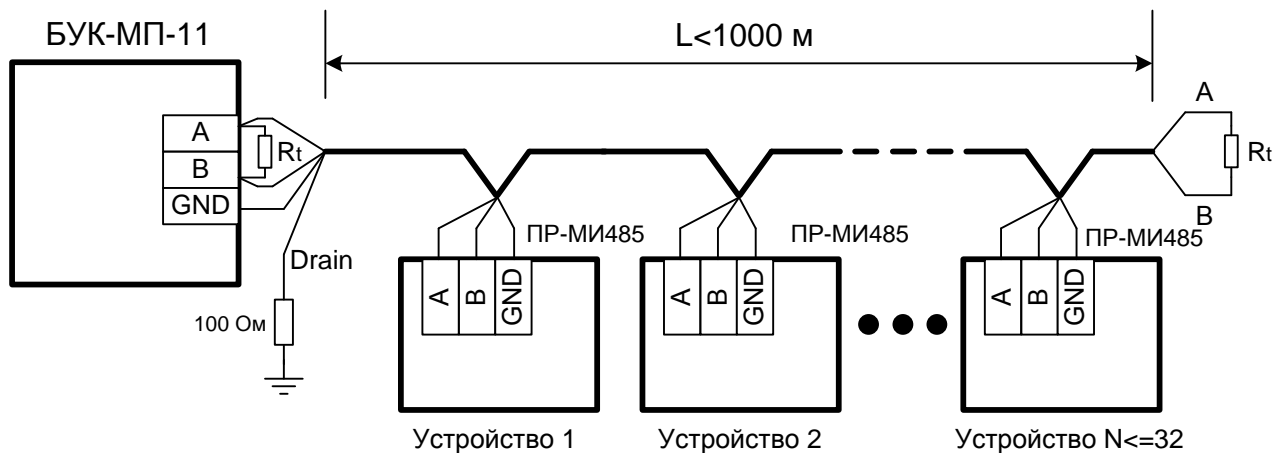 БУК-МП-11
L<1000 м
A
B
GND
Rt
Drain
100 Ом
A
Rt
B
ПР-МИ485
A
B
GND
Устройство 1
ПР-МИ485
A
B
GND
Устройство 2
ПР-МИ485
A
B
GND
Устройство N<=32